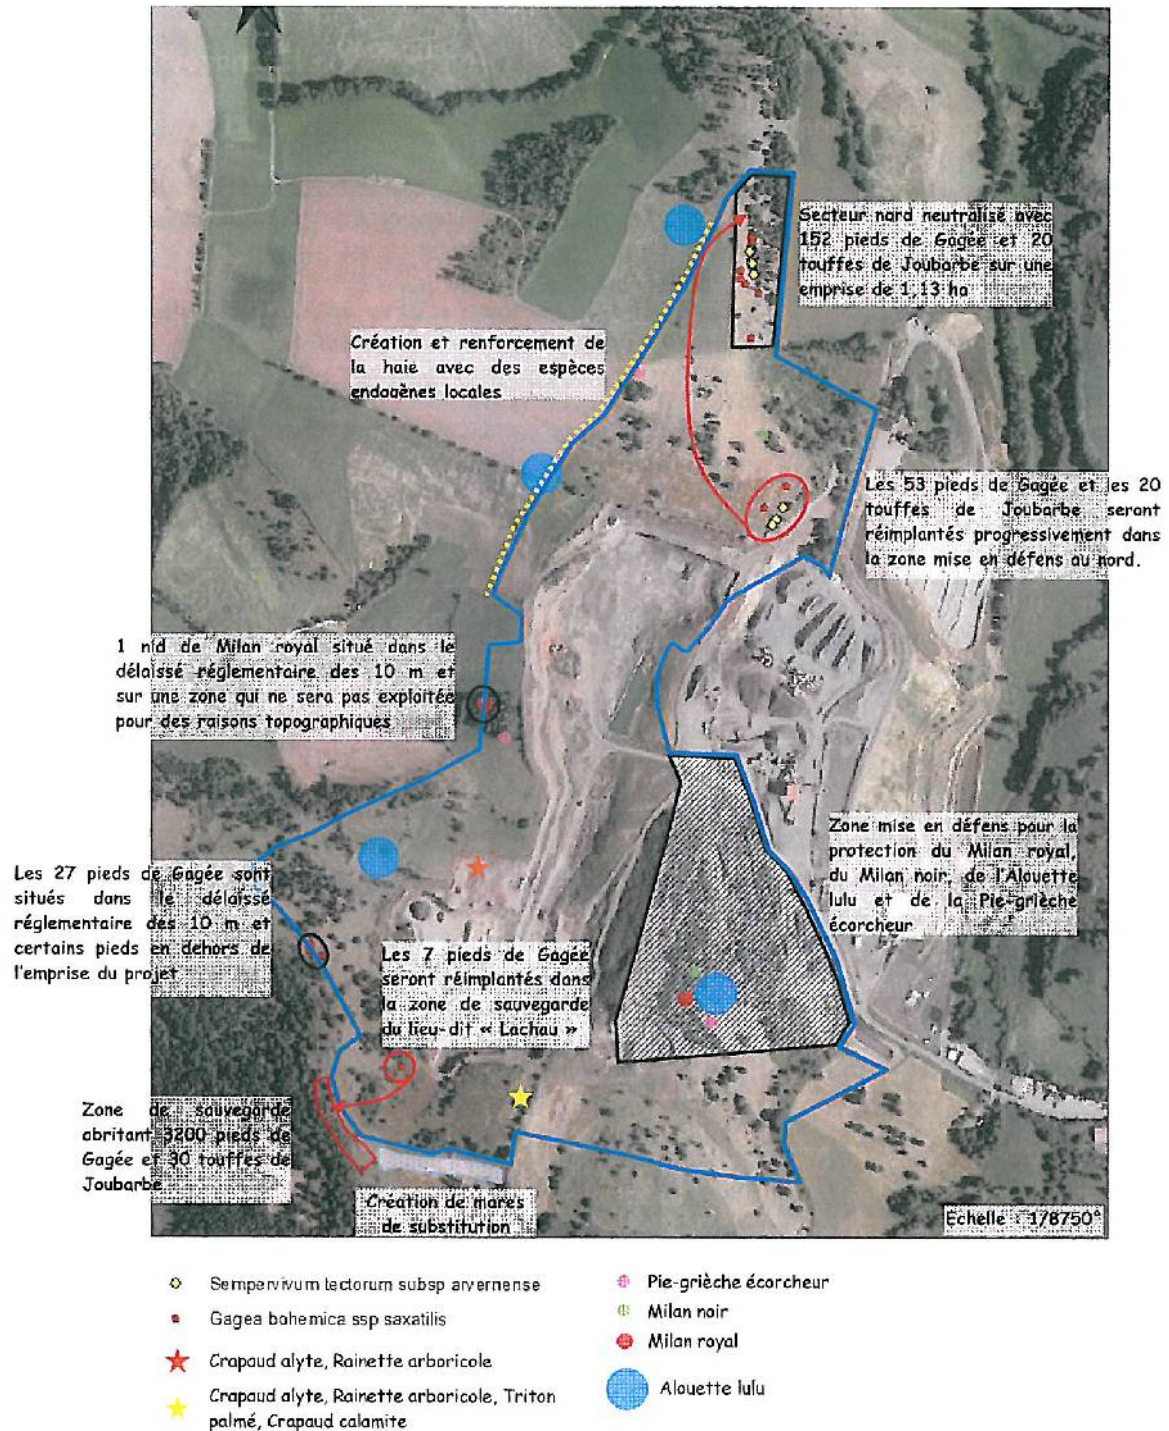 Secteur nord neutralisé avec
152 pieds de Gagée et 20
touffes de Joubarbe sur une
emprise de 1,13 ha
Création et renforcement de
la haie avec des espèces
endogènes locales
Les 53 pieds de Gagée et les 20
touffes de Joubarbe seront
réimplantés progressivement dans
la zone mise en défens au nord.
1 nid de Milan royal situé dans le
délaissé réglementaire des 10 m et
sur une zone qui ne sera pas exploitée
pour des raisons topographiques
Zone mise en défens pour la
protection du Milan royal,
du Milan noir, de l'Alouette
lulu et de la Pie-grièche
écorcheur
Les 27 pieds de Gagée sont
situés dans le délaissé
réglementaire des 10 m et
certains pieds en dehors de
l'emprise du projet
Les 7 pieds de Gagée
seront réimplantés dans
la zone de sauvegarde
du lieu-dit « Lachau »
Zone de sauvegarde
abritant 3200 pieds de
Gagée et 30 touffes de
Joubarbe
Création de mares
de substitution
Echelle : 1/8750°
Sempervivum tectorum subsp arvernense
Gagea bohemica ssp saxatilis
Crapaud alyte, Rainette arboricole
Crapaud alyte, Rainette arboricole, Triton
palmé, Crapaud calamite
Pie-grièche écorcheur
Milan noir
Milan royal
Alouette lulu